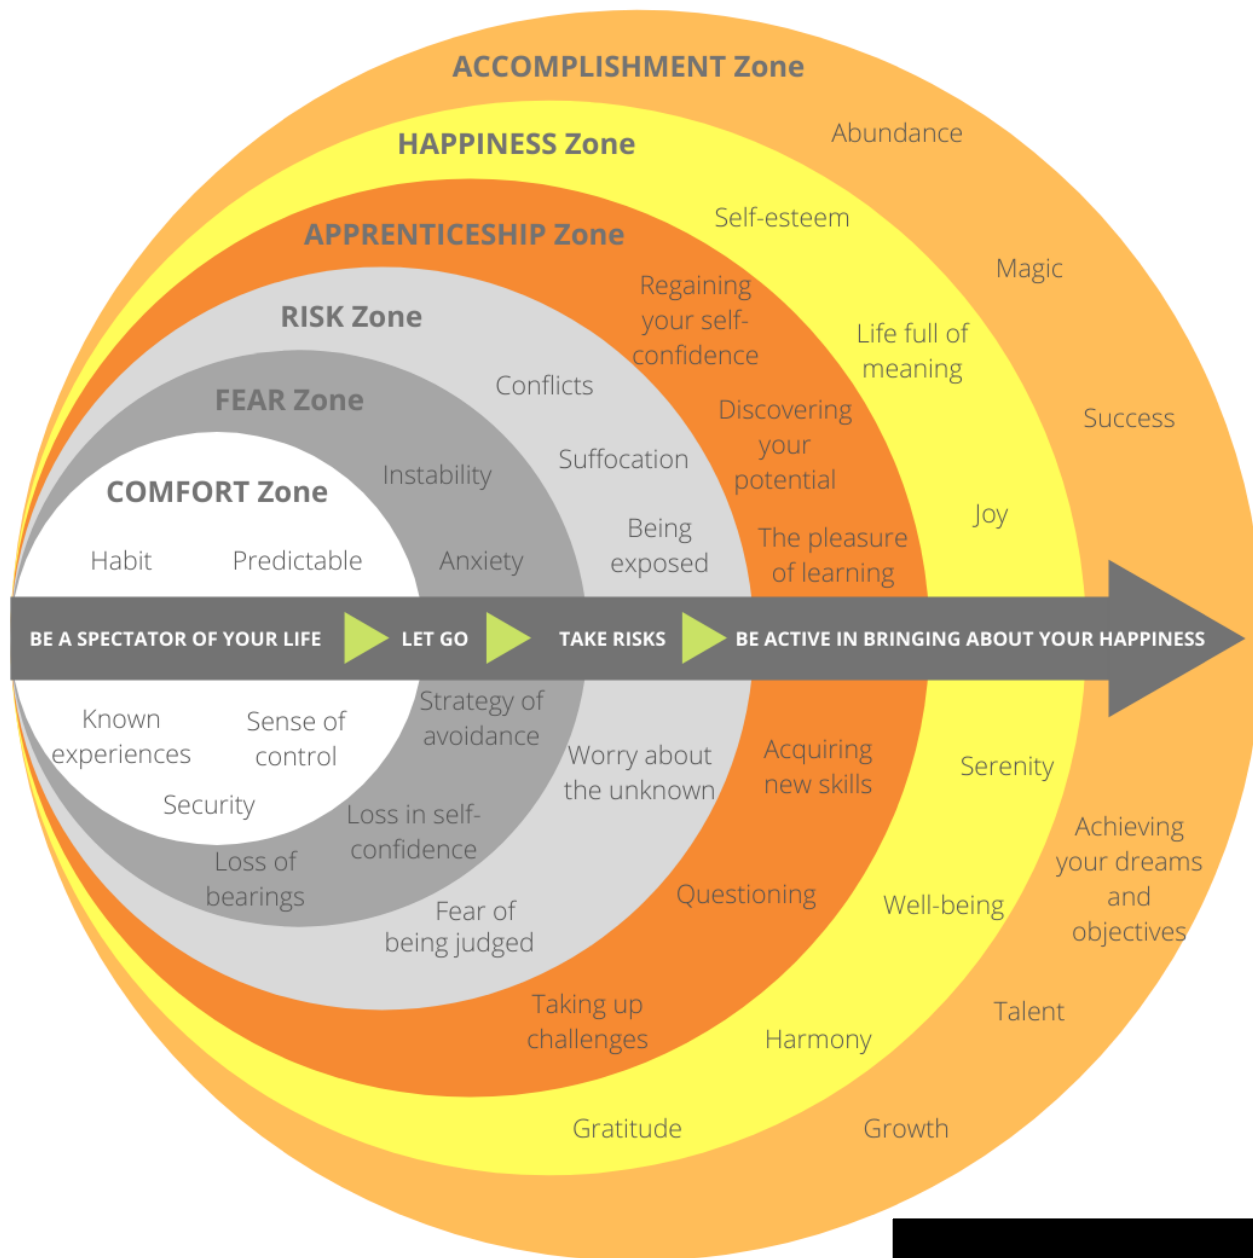 ACCOMPLISHMENT Zone
Abundance
Magic
Success
HAPPINESS Zone
Self-esteem
Life full of
meaning
Joy
APPRENTICESHIP Zone
Regaining
your self-
confidence
Discovering
your
potential
The pleasure
of learning
RISK Zone
Conflicts
Suffocation
Being
exposed
FEAR Zone
Instability
Anxiety
COMFORT Zone
Habit
Predictable
BE A SPECTATOR OF YOUR LIFE
LET GO
TAKE RISKS
BE ACTIVE IN BRINGING ABOUT YOUR HAPPINESS
Known
experiences
Sense of
control
Security
Strategy of
avoidance
Loss in self-
confidence
Loss of
bearings
Worry about
the unknown
Fear of
being judged
Acquiring
new skills
Questioning
Taking up
challenges
Serenity
Well-being
Harmony
Gratitude
Achieving
your dreams
and
objectives
Talent
Growth